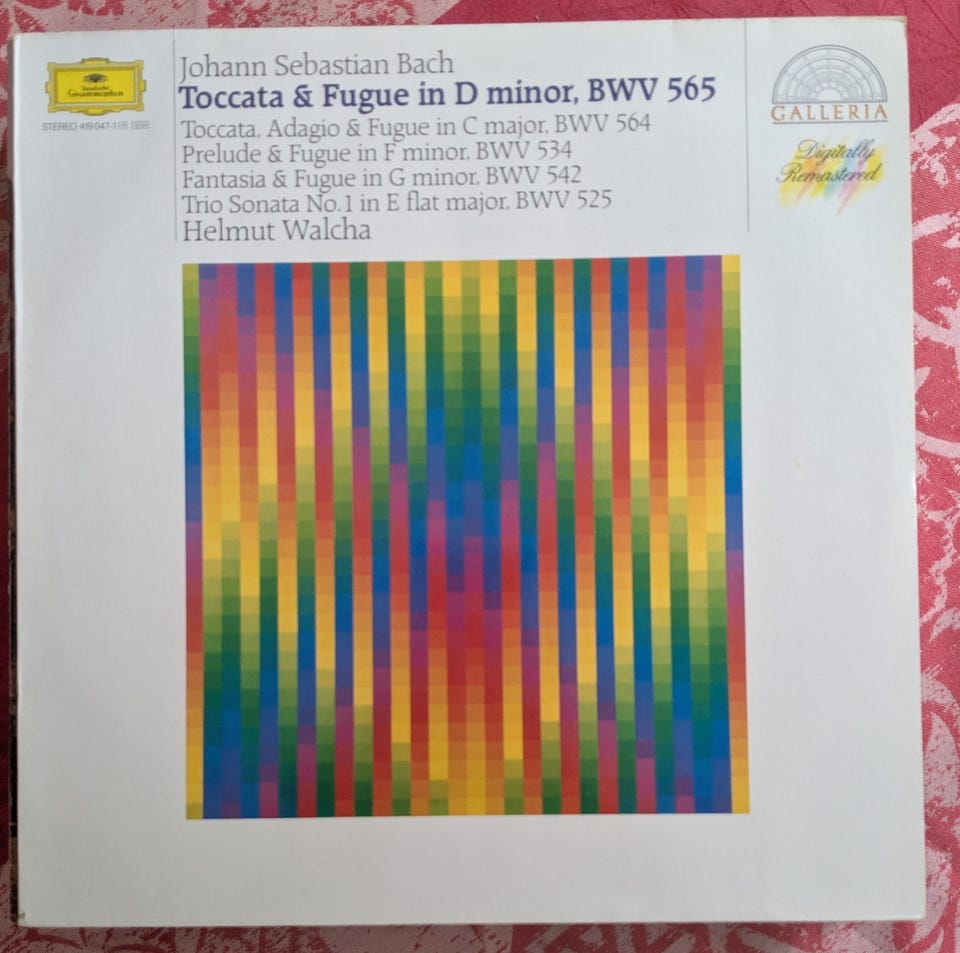 Deutsche
Grammophon
STEREO 419 047-1
Johann Sebastian Bach
Toccata & Fugue in D minor, BWV 565
Toccata, Adagio & Fugue in C major, BWV 564
Prelude & Fugue in F minor, BWV 534
Fantasia & Fugue in G minor, BWV 542
Trio Sonata No. 1 in E flat major, BWV 525
Helmut Walcha
GALLERIA
Digitally
Remastered